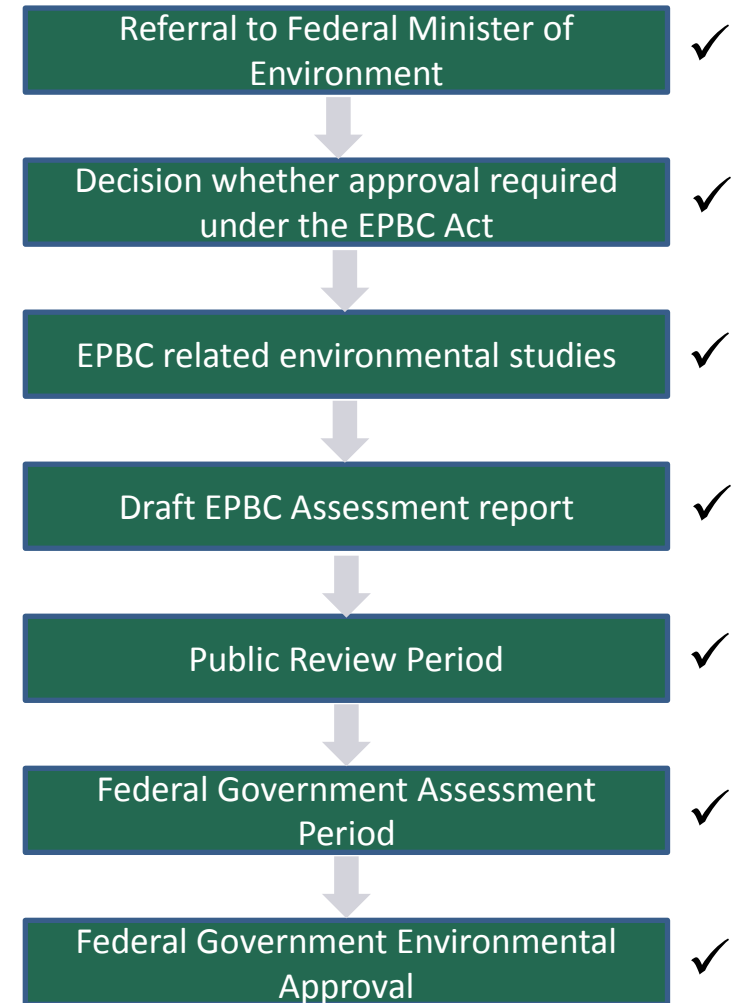 Referral to Federal Minister of
Environment
Decision whether approval required
under the EPBC Act
EPBC related environmental studies
Draft EPBC Assessment report
Public Review Period
Federal Government Assessment
Period
Federal Government Environmental
Approval